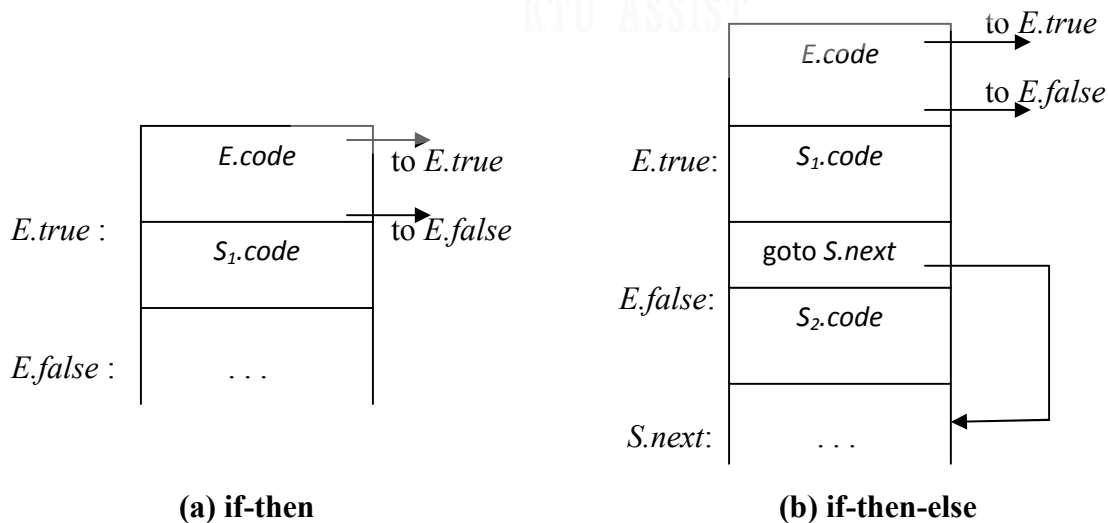 KTU ASSIST
E.code
to E.true
to E.false
E.true :
S₁.code
E.false :
. . .
(a) if-then
E.code
to E.true
to E.false
E.true:
S₁.code
goto S.next
E.false:
S₂.code
S.next:
. . .
(b) if-then-else